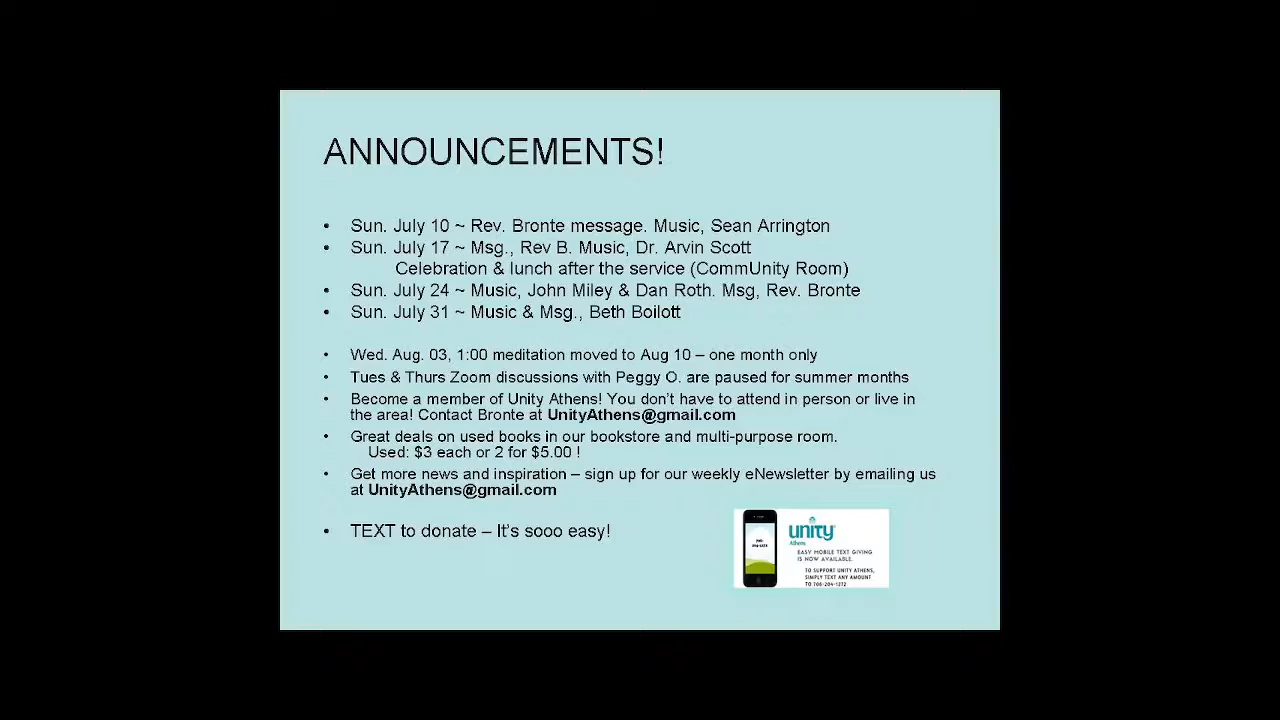 ANNOUNCEMENTS!
• Sun. July 10 ~ Rev. Bronte message. Music, Sean Arrington
• Sun. July 17 ~ Msg., Rev B. Music, Dr. Arvin Scott
Celebration & lunch after the service (CommUnity Room)
• Sun. July 24 ~ Music, John Miley & Dan Roth. Msg, Rev. Bronte
• Sun. July 31 ~ Music & Msg., Beth Boilott
• Wed. Aug. 03, 1:00 meditation moved to Aug 10 – one month only
• Tues & Thurs Zoom discussions with Peggy O. are paused for summer months
• Become a member of Unity Athens! You don’t have to attend in person or live in
the area! Contact Bronte at UnityAthens@gmail.com
• Great deals on used books in our bookstore and multi-purpose room.
Used: $3 each or 2 for $5.00 !
• Get more news and inspiration – sign up for our weekly eNewsletter by emailing us
at UnityAthens@gmail.com
• TEXT to donate – It’s sooo easy!
unity
Athens
EASY MOBILE TEXT GIVING
IS NOW AVAILABLE.
TO SUPPORT UNITY ATHENS,
SIMPLY TEXT ANY AMOUNT
TO 706-204-1272